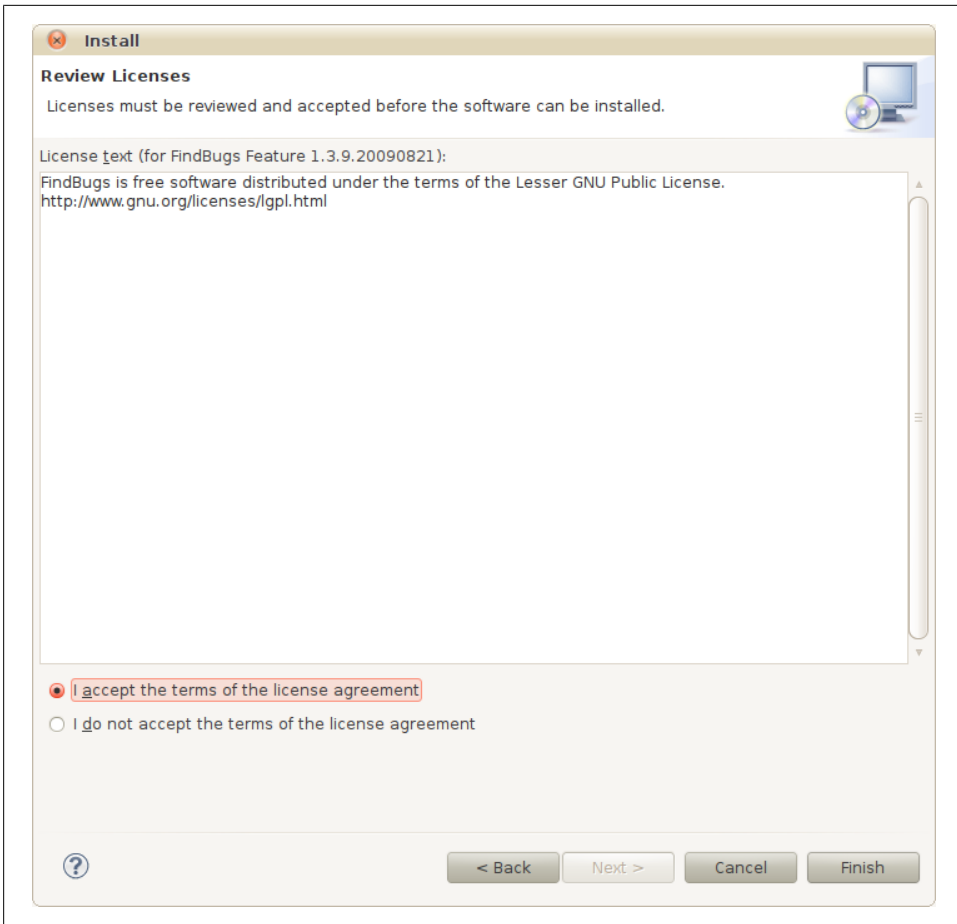 Install
Review Licenses
Licenses must be reviewed and accepted before the software can be installed.
License text (for FindBugs Feature 1.3.9.20090821):
FindBugs is free software distributed under the terms of the Lesser GNU Public License.
http://www.gnu.org/licenses/lgpl.html
I accept the terms of the license agreement
I do not accept the terms of the license agreement
?
< Back
Next >
Cancel
Finish